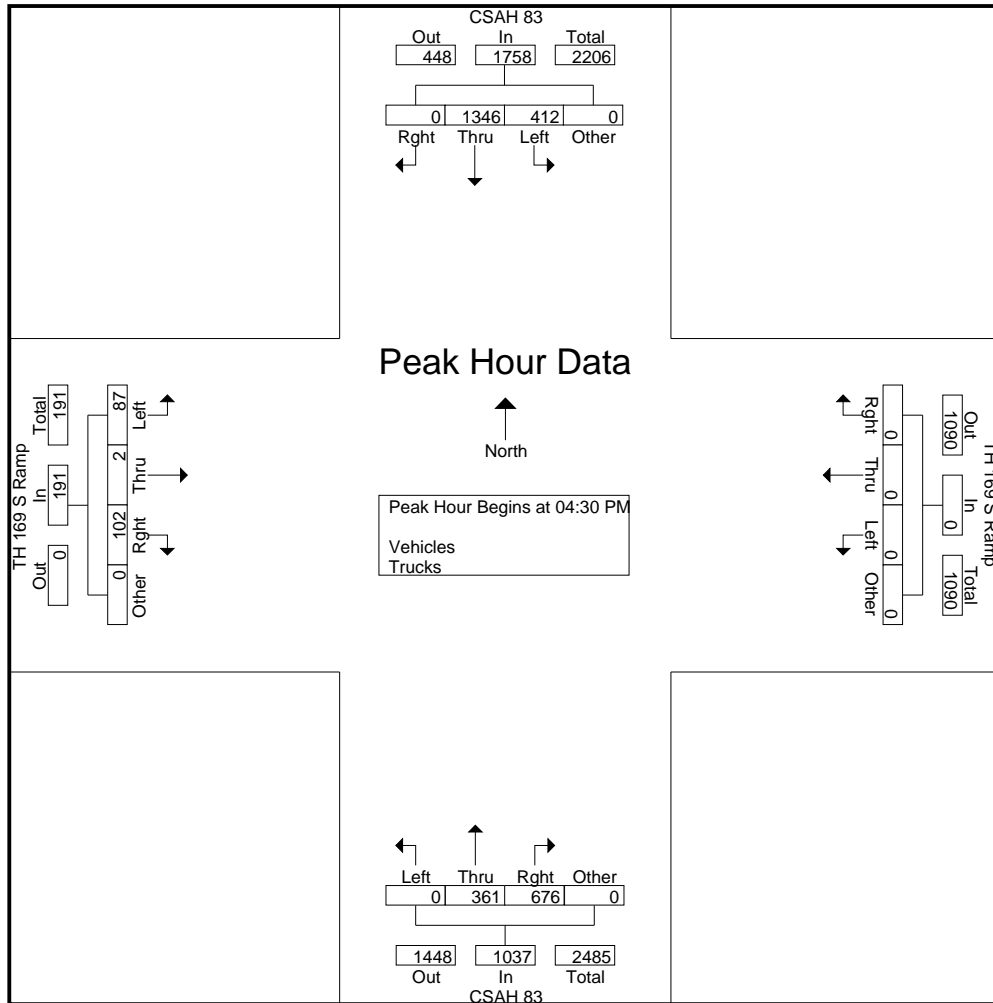 CSAH 83
Out In Total
448 1758 2206
0 1346 412 0
Rght Thru Left Other
Peak Hour Data
North
Peak Hour Begins at 04:30 PM
Vehicles
Trucks
TH 169 S Ramp
Out In Total
0 191 191
87 2 102 0
Left Thru Rght Other
TH 169 S Ramp
Out In Total
1090 0 1090
0 0 0 0
Rght Thru Left Other
Left Thru Rght Other
0 361 676 0
1448 1037 2485
Out In Total
CSAH 83